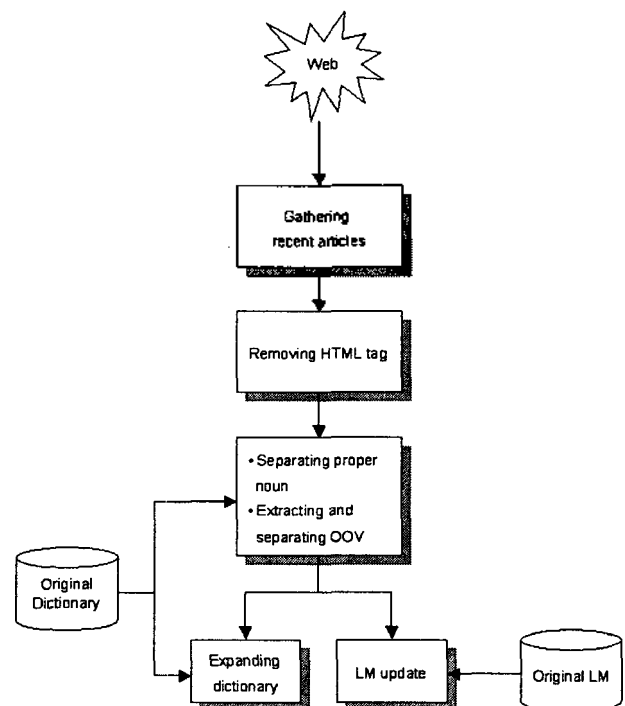 Web
Gathering
recent articles
Removing HTML tag
• Separating proper
noun
• Extracting and
separating OOV
Original
Dictionary
Expanding
dictionary
LM update
Original LM